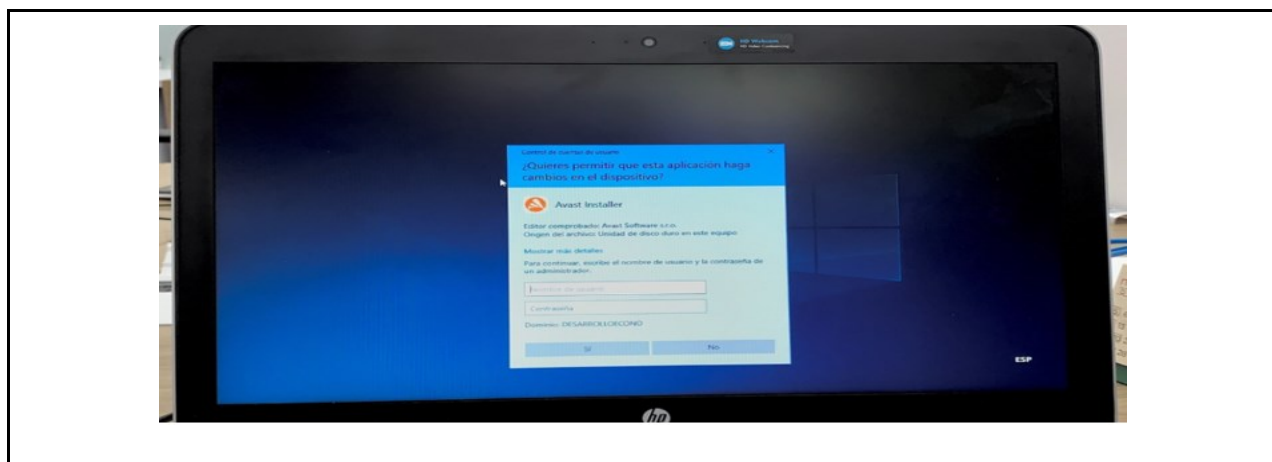 HD Webcam
HD Video Conferencing
Control de cuentas de usuario
¿Quieres permitir que esta aplicación haga
cambios en el dispositivo?
Avast Installer
Editor comprobado: Avast Software s.r.o.
Origen del archivo: Unidad de disco duro en este equipo
Mostrar más detalles
Para continuar, escribe el nombre de usuario y la contraseña de
un administrador.
Nombre de usuario
Contraseña
Dominio: DESARROLLOECONO
Sí
No
ESP
hp